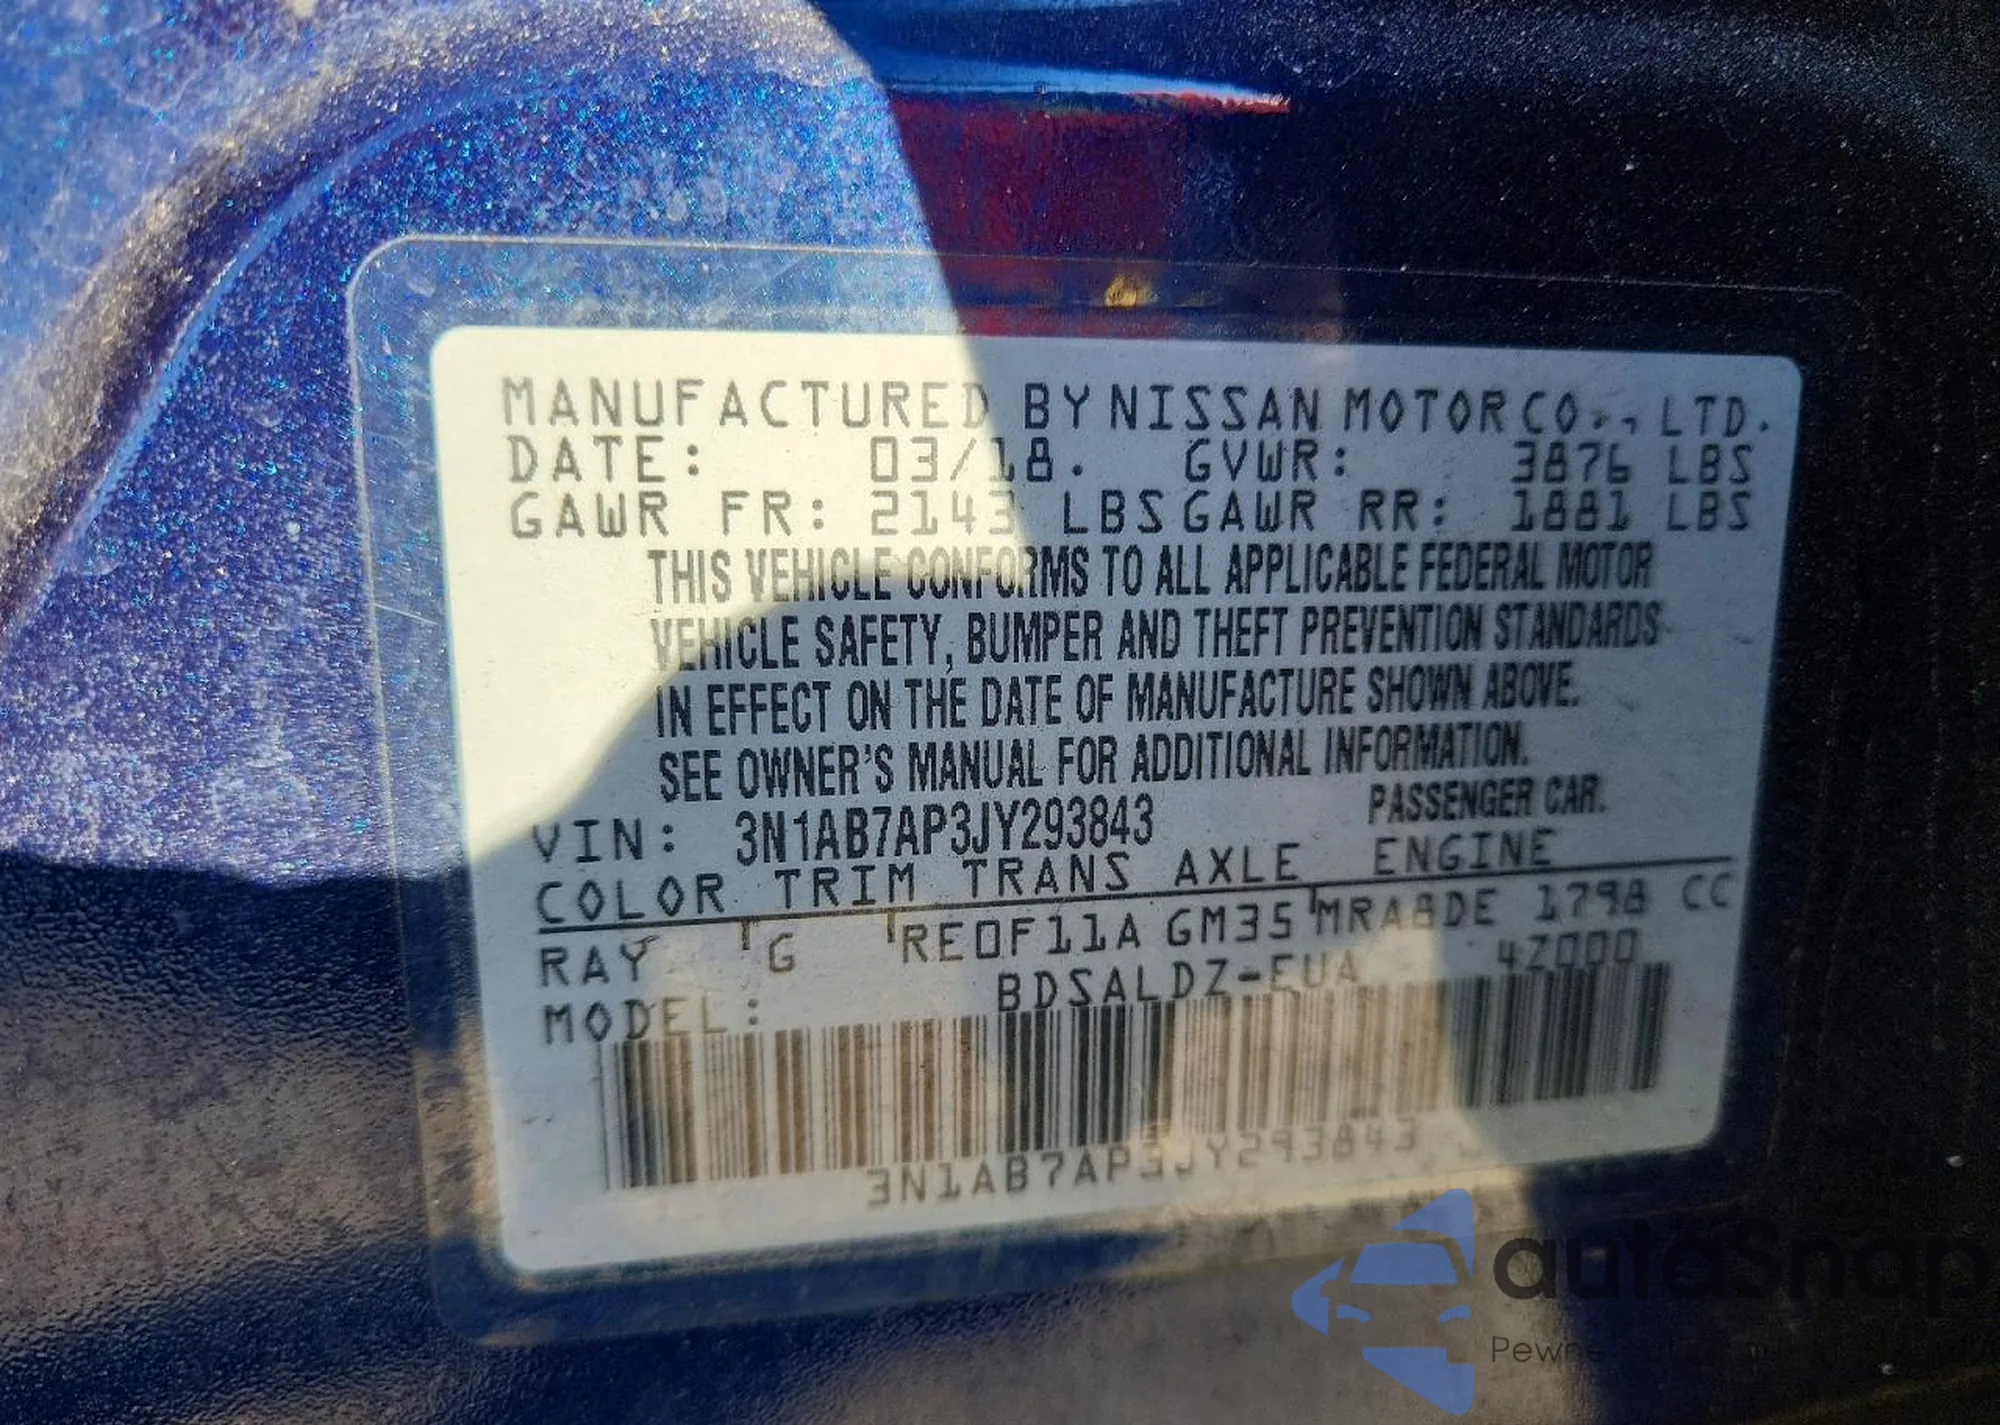 MANUFACTURED BY NISSAN MOTOR CO., LTD.
DATE: 03/18. GVWR: 3876 LBS
GAWR FR: 2143 LBS GAWR RR: 1881 LBS
THIS VEHICLE CONFORMS TO ALL APPLICABLE FEDERAL MOTOR
VEHICLE SAFETY, BUMPER AND THEFT PREVENTION STANDARDS
IN EFFECT ON THE DATE OF MANUFACTURE SHOWN ABOVE.
SEE OWNER'S MANUAL FOR ADDITIONAL INFORMATION.
VIN: 3N1AB7AP3JY293843 PASSENGER CAR.
COLOR TRIM TRANS AXLE ENGINE
RAY G RE0F11A GM35 MRA8DE 1798 CC
MODEL: BDSALDZ-EUA 4Z000
3N1AB7AP3JY293843
autaSnap
Pewne